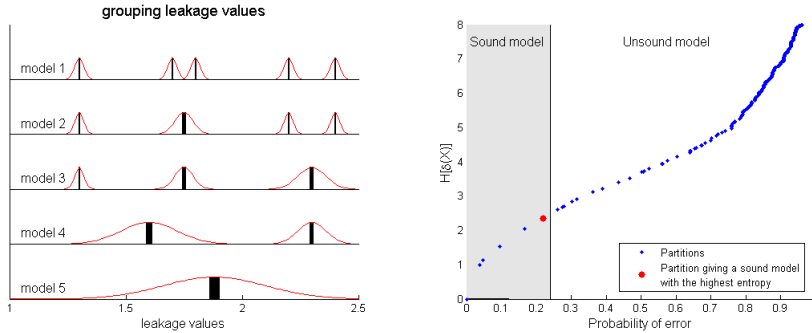 grouping leakage values
model 1
model 2
model 3
model 4
model 5
1
1.5
2
2.5
leakage values
8
7
6
5
4
3
2
1
0
H[δ(X)]
Sound model
Unsound model
Partitions
Partition giving a sound model
with the highest entropy
0
0.1
0.2
0.3
0.4
0.5
0.6
0.7
0.8
0.9
Probability of error